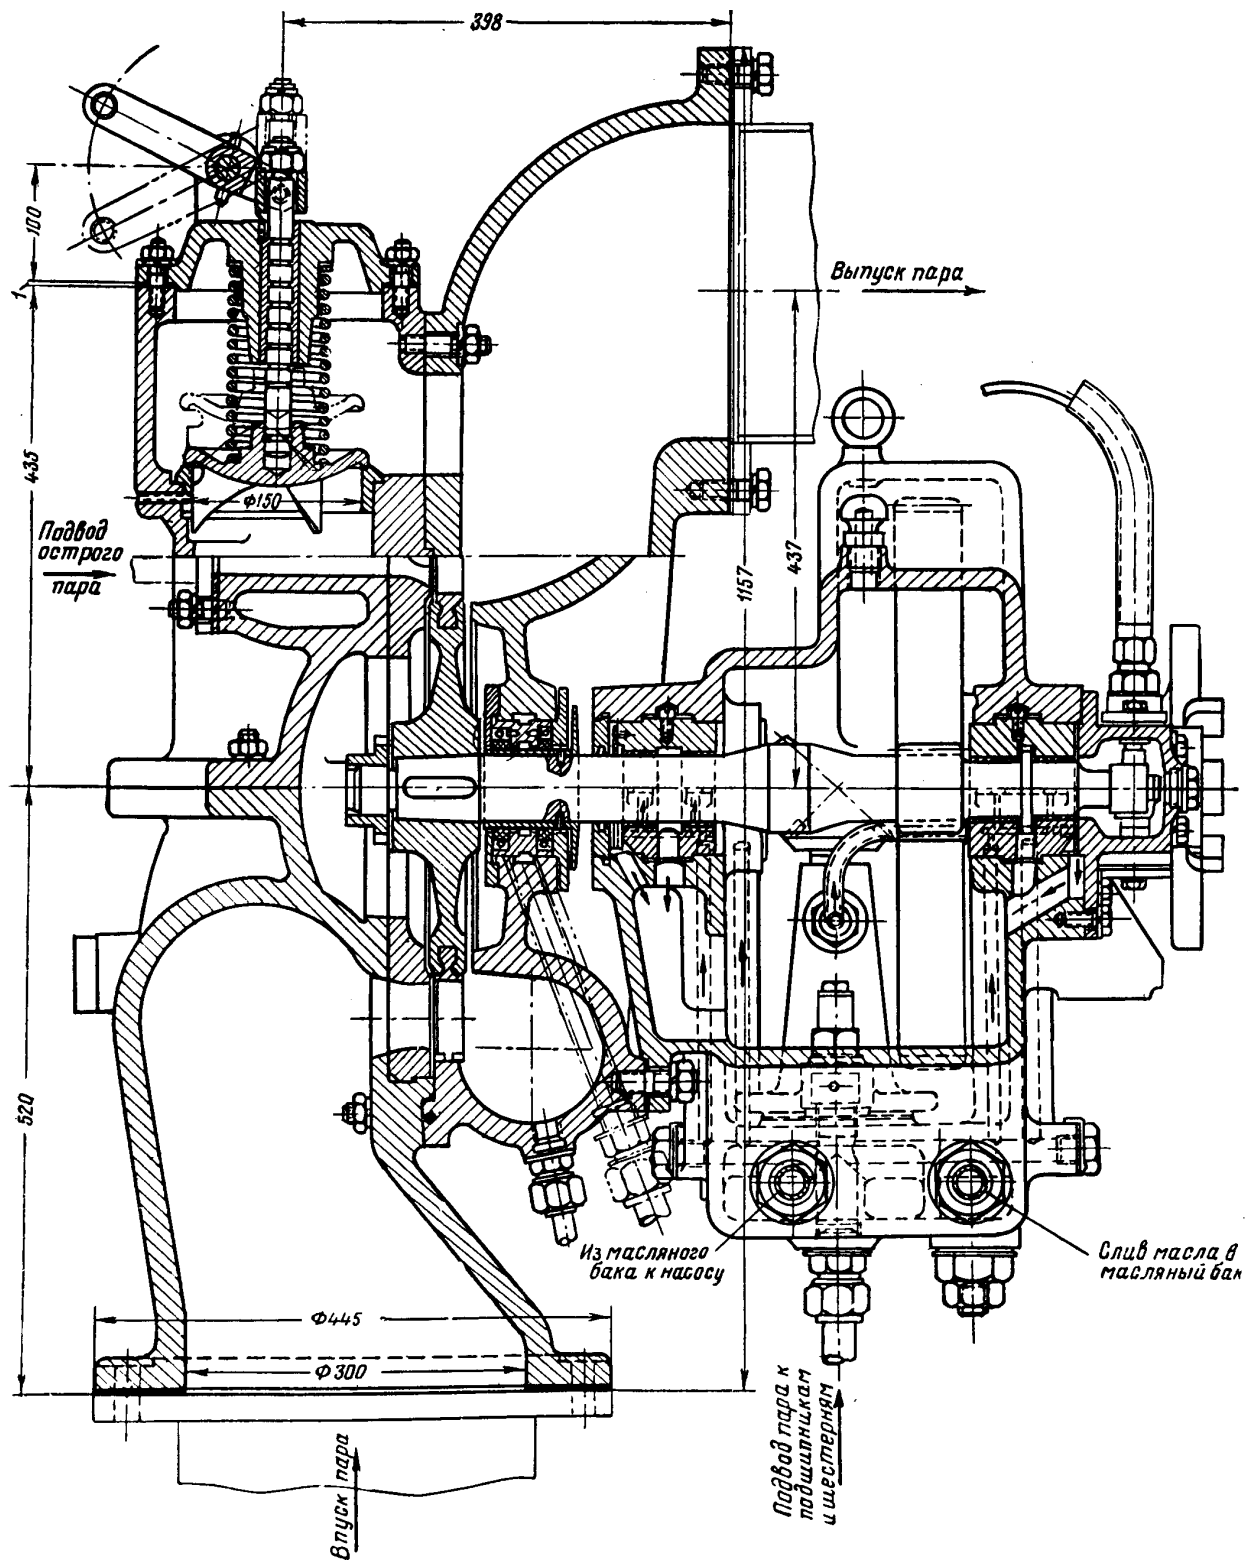 398
100
1
Выпуск пара
435
Ф150
Подвод
острого
пара
437
1157
520
Из масляного
бака к насосу
Слив масла в
масляный бак
Ф445
Ф300
Подвод пара к
подшипникам
и шестерням
Впуск пара